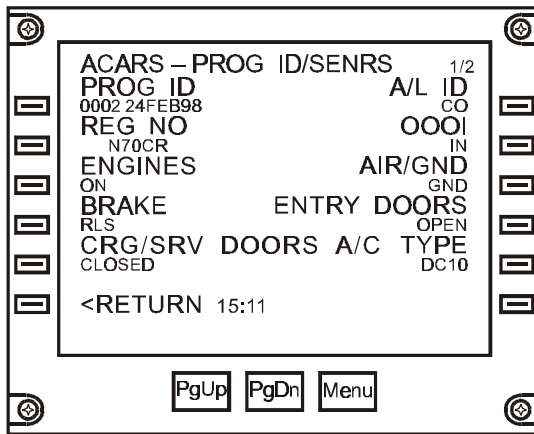 ACARS – PROG ID/SENRS 1/2
PROG ID A/L ID
0002 24FEB98 CO
REG NO OOOI
N70CR IN
ENGINES AIR/GND
ON GND
BRAKE ENTRY DOORS
RLS OPEN
CRG/SRV DOORS A/C TYPE
CLOSED DC10
<RETURN 15:11
PgUp PgDn Menu